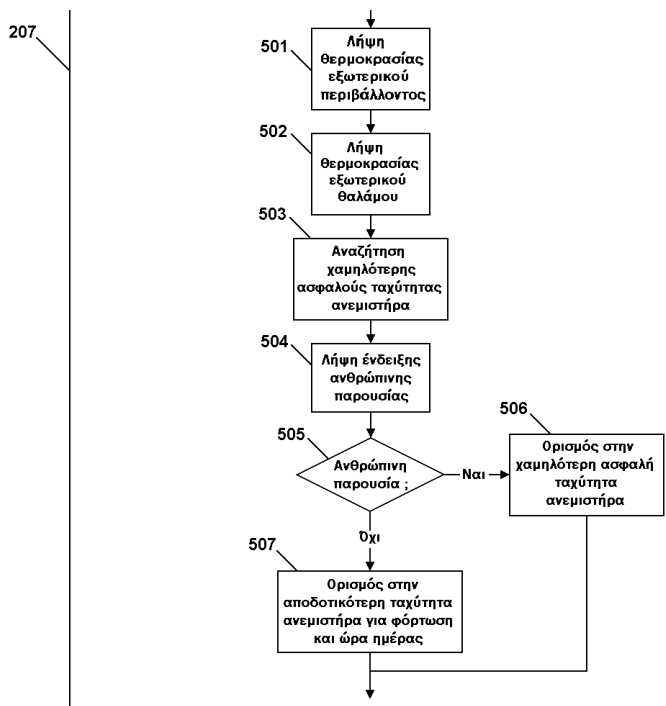 207
501
Λήψη
θερμοκρασίας
εξωτερικού
περιβάλλοντος
502
Λήψη
θερμοκρασίας
εξωτερικού
θαλάμου
503
Αναζήτηση
χαμηλότερης
ασφαλούς ταχύτητας
ανεμιστήρα
504
Λήψη ένδειξης
ανθρώπινης
παρουσίας
505
Ανθρώπινη
παρουσία ;
Ναι
506
Ορισμός στην
χαμηλότερη ασφαλή
ταχύτητα
ανεμιστήρα
Όχι
507
Ορισμός στην
αποδοτικότερη ταχύτητα
ανεμιστήρα για φόρτωση
και ώρα ημέρας